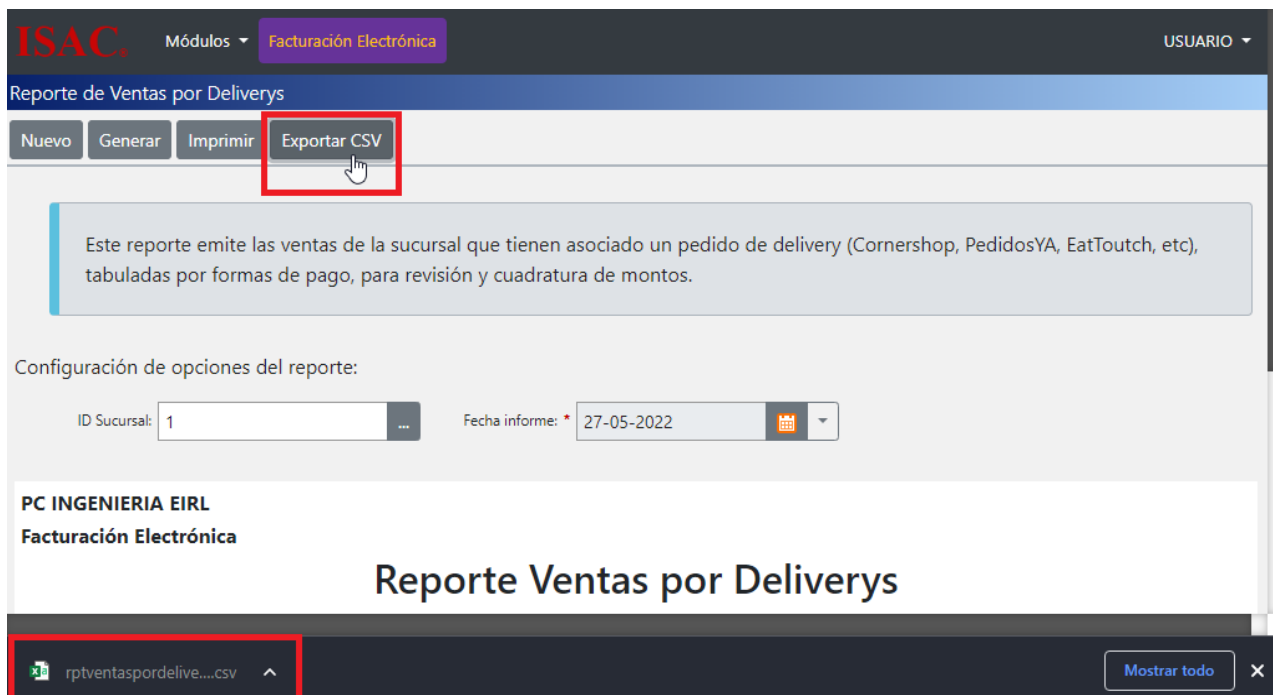 ISAC. Módulos Facturación Electrónica USUARIO
Reporte de Ventas por Deliverys
Nuevo Generar Imprimir Exportar CSV
Este reporte emite las ventas de la sucursal que tienen asociado un pedido de delivery (Cornershop, PedidosYA, EatToutch, etc),
tabuladas por formas de pago, para revisión y cuadratura de montos.
Configuración de opciones del reporte:
ID Sucursal: 1 ... Fecha informe: * 27-05-2022
PC INGENIERIA EIRL
Facturación Electrónica
Reporte Ventas por Deliverys
rptventaspordelive....csv Mostrar todo